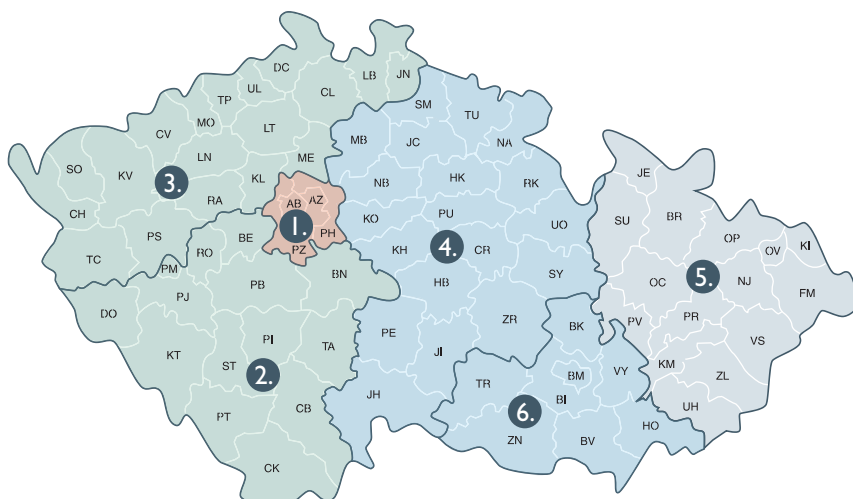 DC
LB
JN
UL
CL
TP
SM
MO
TU
CV
LT
MB
JC
NA
LN
ME
JE
SO
KV
3.
KL
NB
HK
RK
RA
AB
AZ
SU
BR
CH
KO
PU
UO
PS
1.
PH
BE
OP
RO
PZ
KH
4.
CR
OV
KI
TC
PM
BN
SY
PB
HB
OC
5.
NJ
PJ
FM
DO
PR
ZR
PV
PE
BK
PI
TA
VS
KT
JI
ST
2.
KM
VY
TR
BM
ZL
JH
BI
CB
PT
6.
UH
HO
ZN
BV
CK